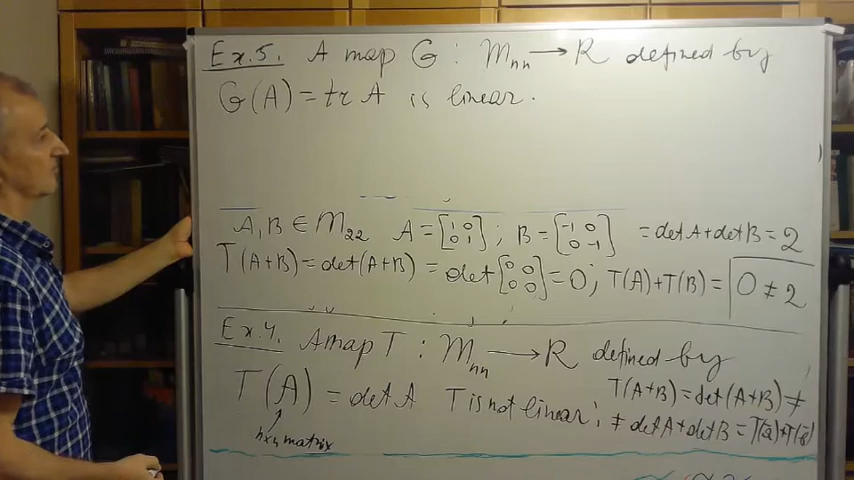 Ex.5. A map G : Mnn → R defined by
G(A) = tr A is linear.
A, B ∈ M22 A = [1 0; 0 1] ; B = [-1 0; 0 -1] = det A + det B = 2
T(A+B) = det(A+B) = det [0 0; 0 0] = 0 ; T(A) + T(B) = 0 ≠ 2
Ex.4. A map T : Mnn → R defined by
T(A) = det A T is not linear ; T(A+B) = det(A+B) ≠
n×n matrix ≠ det A + det B = T(A) + T(B)